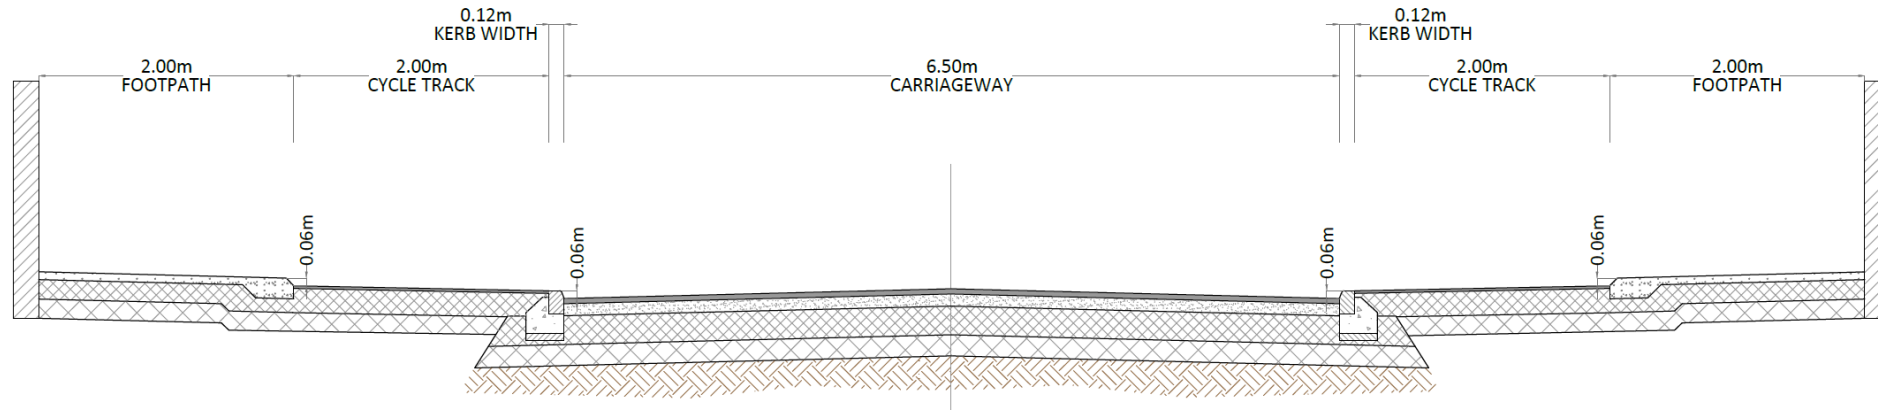 0.12m
KERB WIDTH
0.12m
KERB WIDTH
2.00m
FOOTPATH
2.00m
CYCLE TRACK
6.50m
CARRIAGEWAY
2.00m
CYCLE TRACK
2.00m
FOOTPATH
0.06m
0.06m
0.06m
0.06m